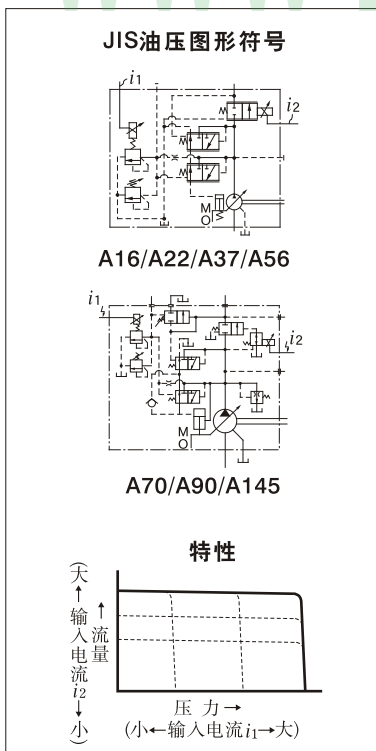 JIS油压图形符号
i1
i2
M
O
A16/A22/A37/A56
i1
i2
M
O
A70/A90/A145
特性
(大←输入电流i2→小)
流量→
压力→
(小←输入电流i1→大)